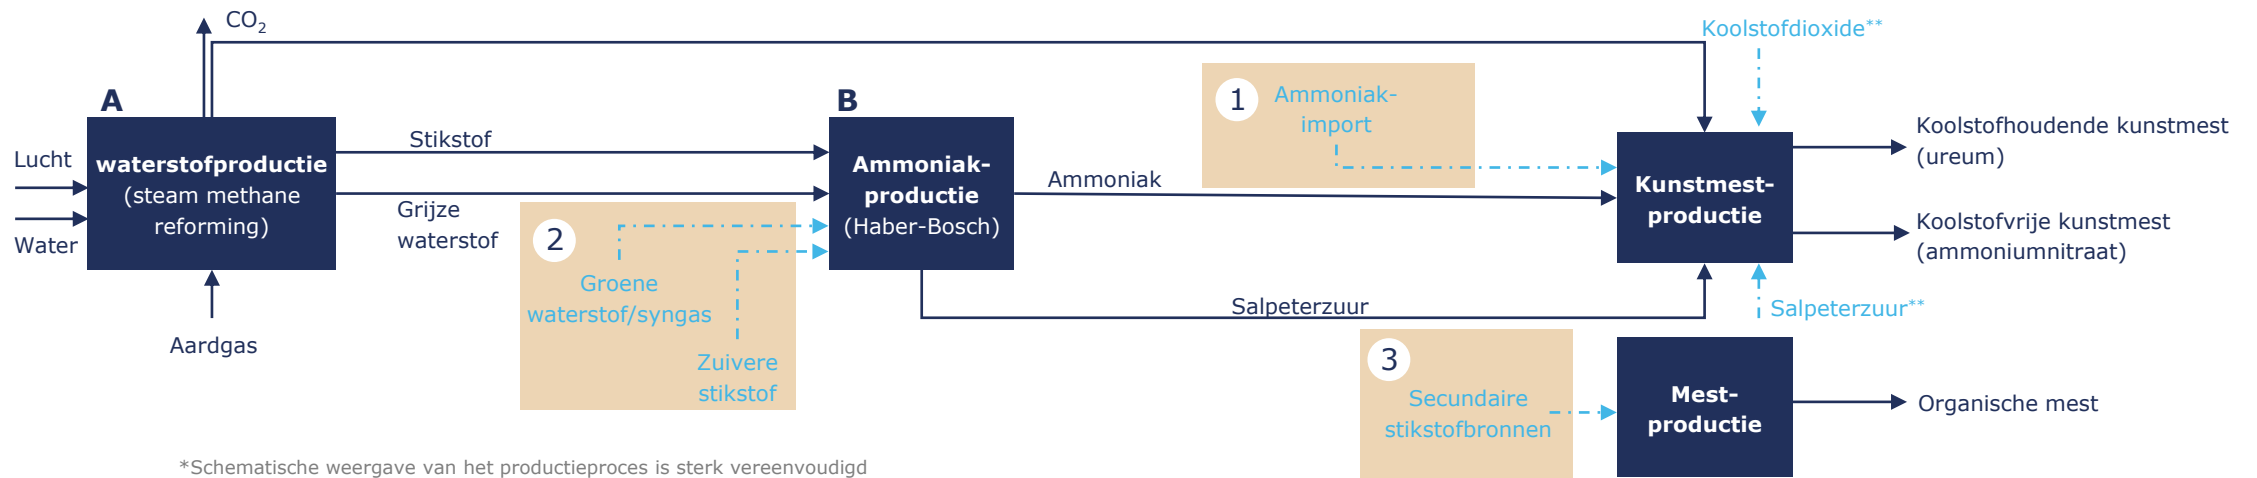 CO2
Koolstofdioxide**
A
B
1
Ammoniak-
import
Lucht
Water
waterstofproductie
(steam methane
reforming)
Aardgas
Stikstof
Grijze
waterstof
2
Groene
waterstof/syngas
Zuivere
stikstof
Ammoniak-
productie
(Haber-Bosch)
Ammoniak
Salpeterzuur
Kunstmest-
productie
Koolstofhoudende kunstmest
(ureum)
Koolstofvrije kunstmest
(ammoniumnitraat)
Salpeterzuur**
3
Secundaire
stikstofbronnen
Mest-
productie
Organische mest
*Schematische weergave van het productieproces is sterk vereenvoudigd